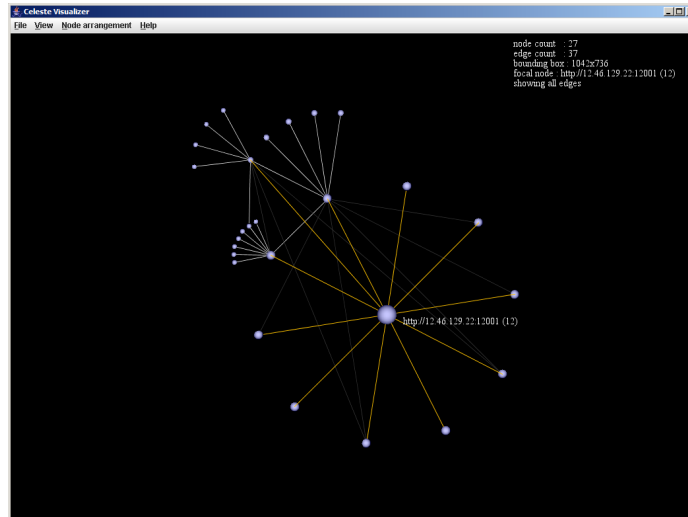 Celeste Visualizer
File View Node arrangement Help
node count : 27
edge count : 37
bounding box : 1042x736
focal node : http://12.46.129.22:12001 (12)
showing all edges
http://12.46.129.22:12001 (12)